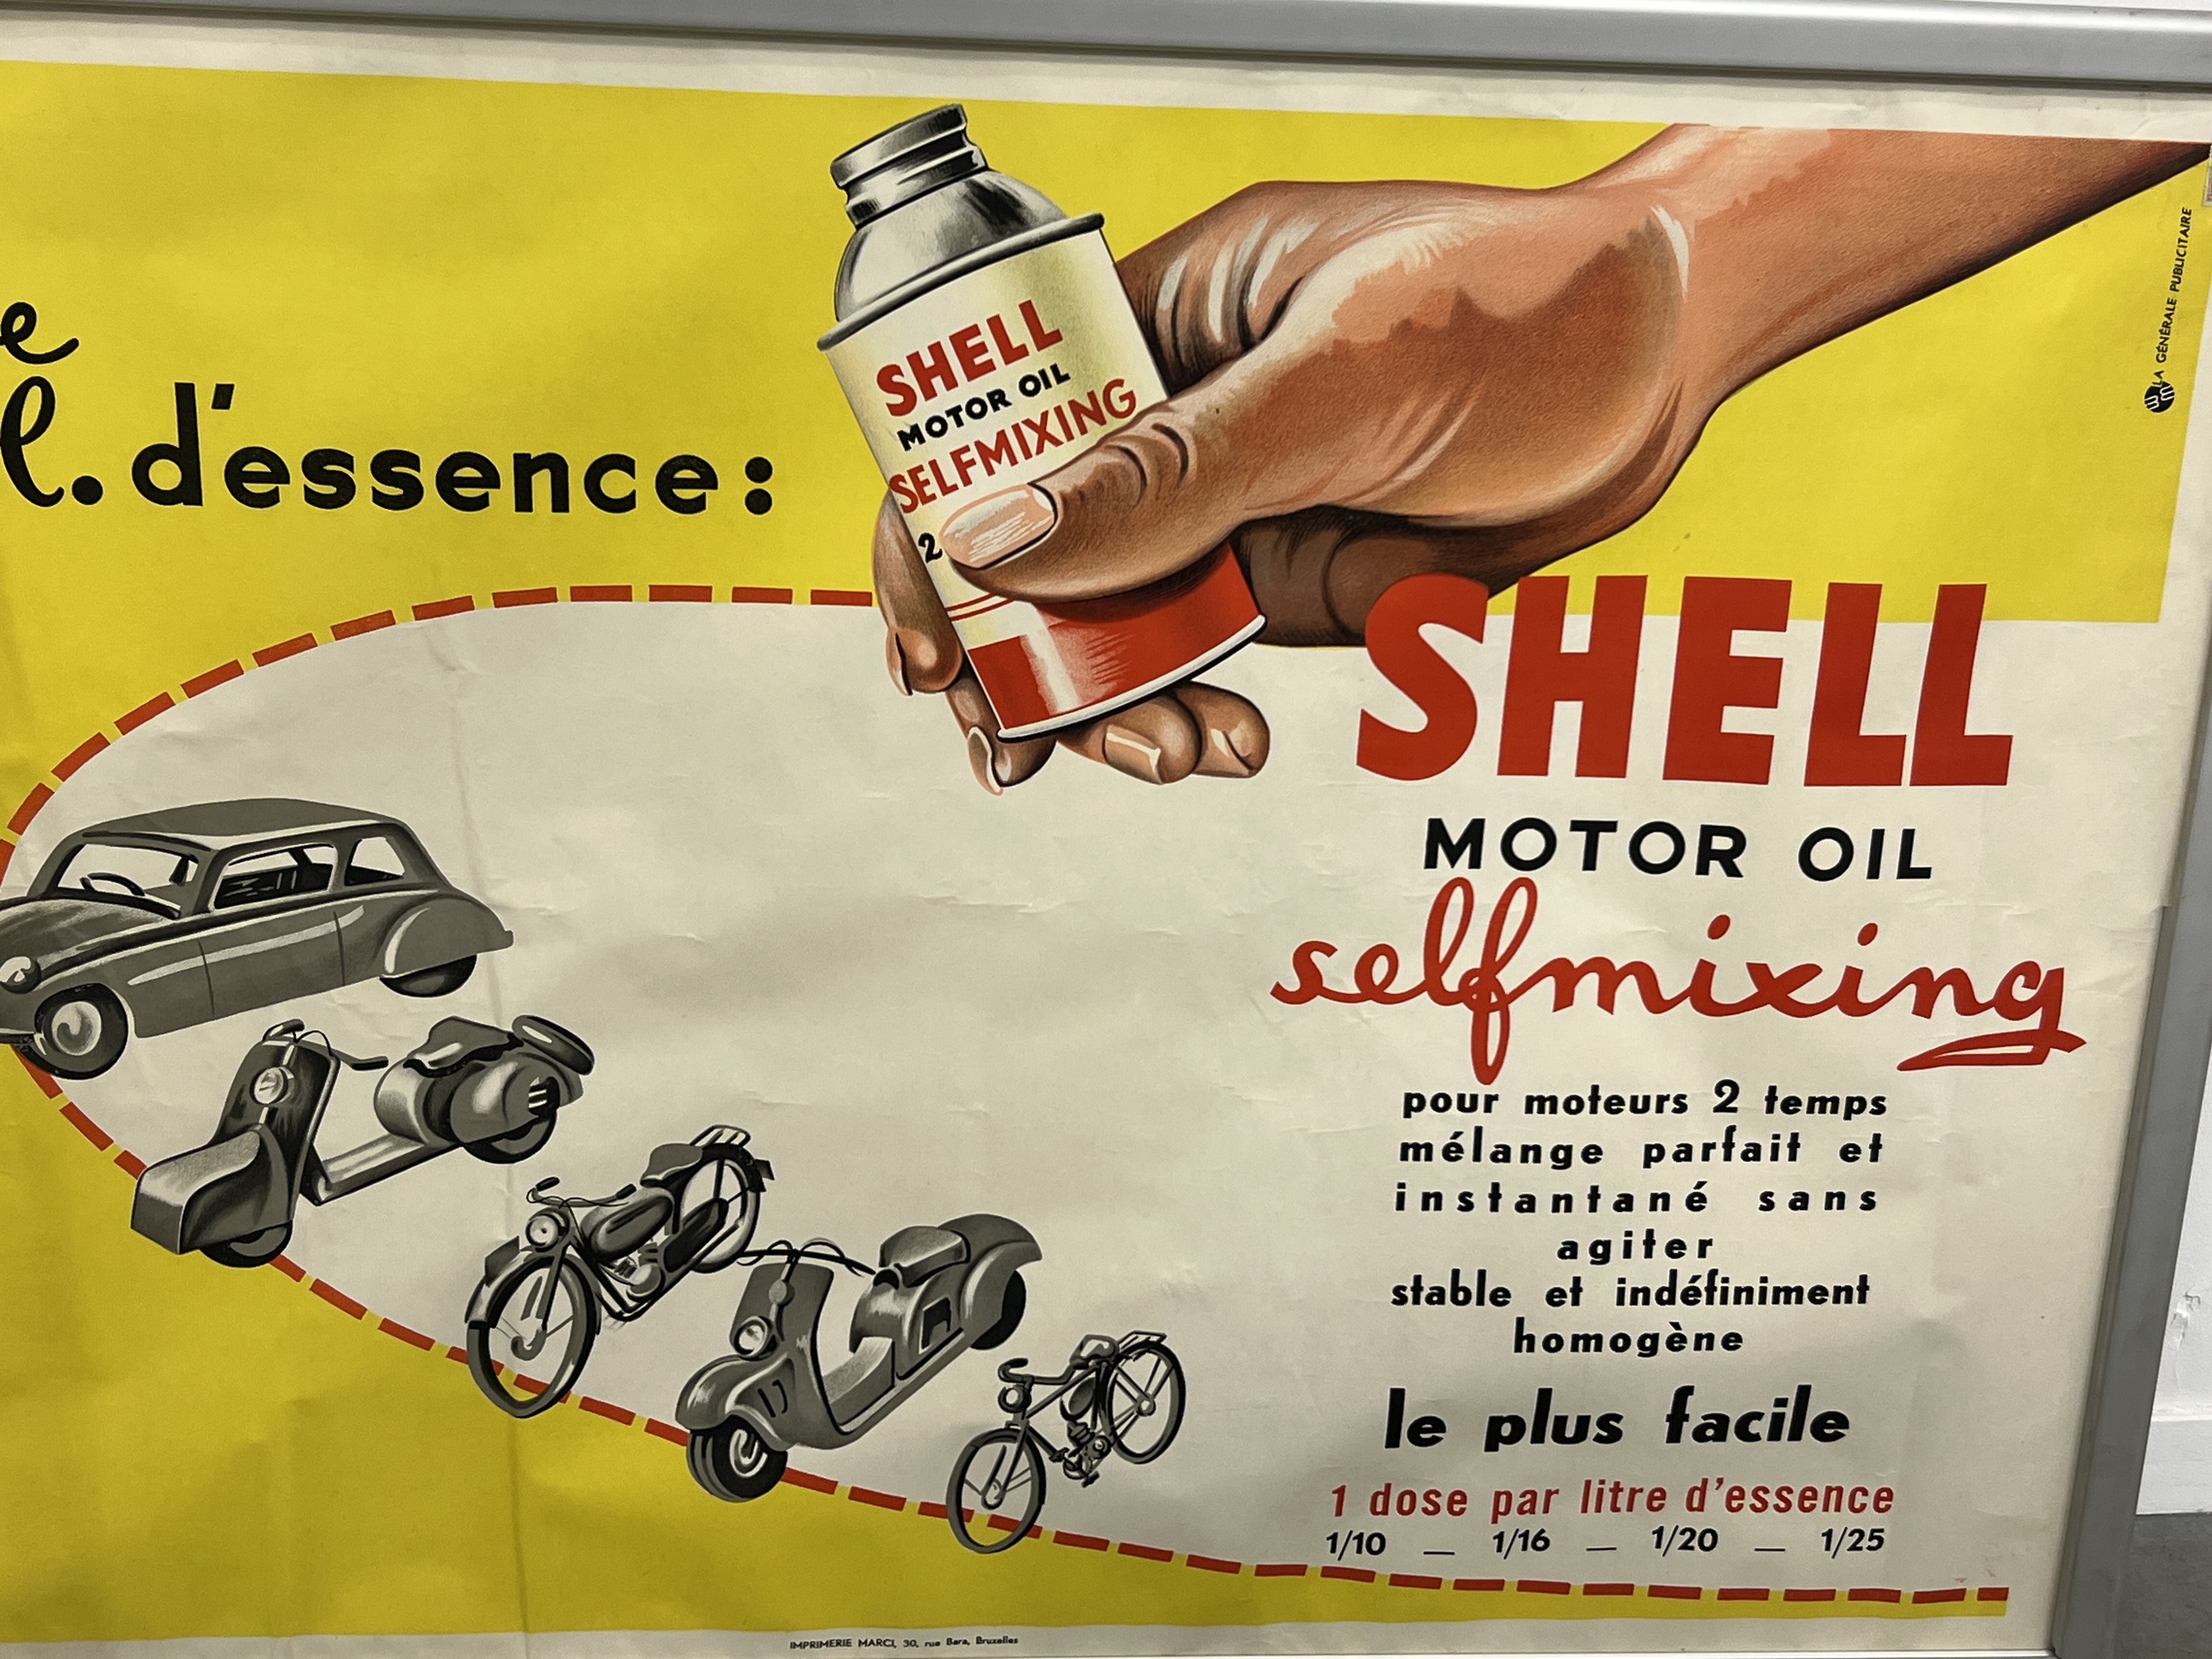 e
l. d'essence :
SHELL
MOTOR OIL
SELFMIXING
2
LA GÉNÉRALE PUBLICITAIRE
SHELL
MOTOR OIL
selfmixing
pour moteurs 2 temps
mélange parfait et
instantané sans
agiter
stable et indéfiniment
homogène
le plus facile
1 dose par litre d'essence
1/10 — 1/16 — 1/20 — 1/25
IMPRIMERIE MARCI, 30, rue Bara, Bruxelles